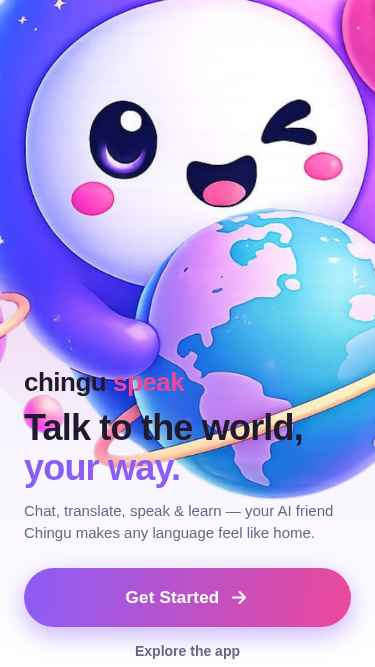 chingu speak
Talk to the world,
your way.
Chat, translate, speak & learn — your AI friend
Chingu makes any language feel like home.
Get Started →
Explore the app